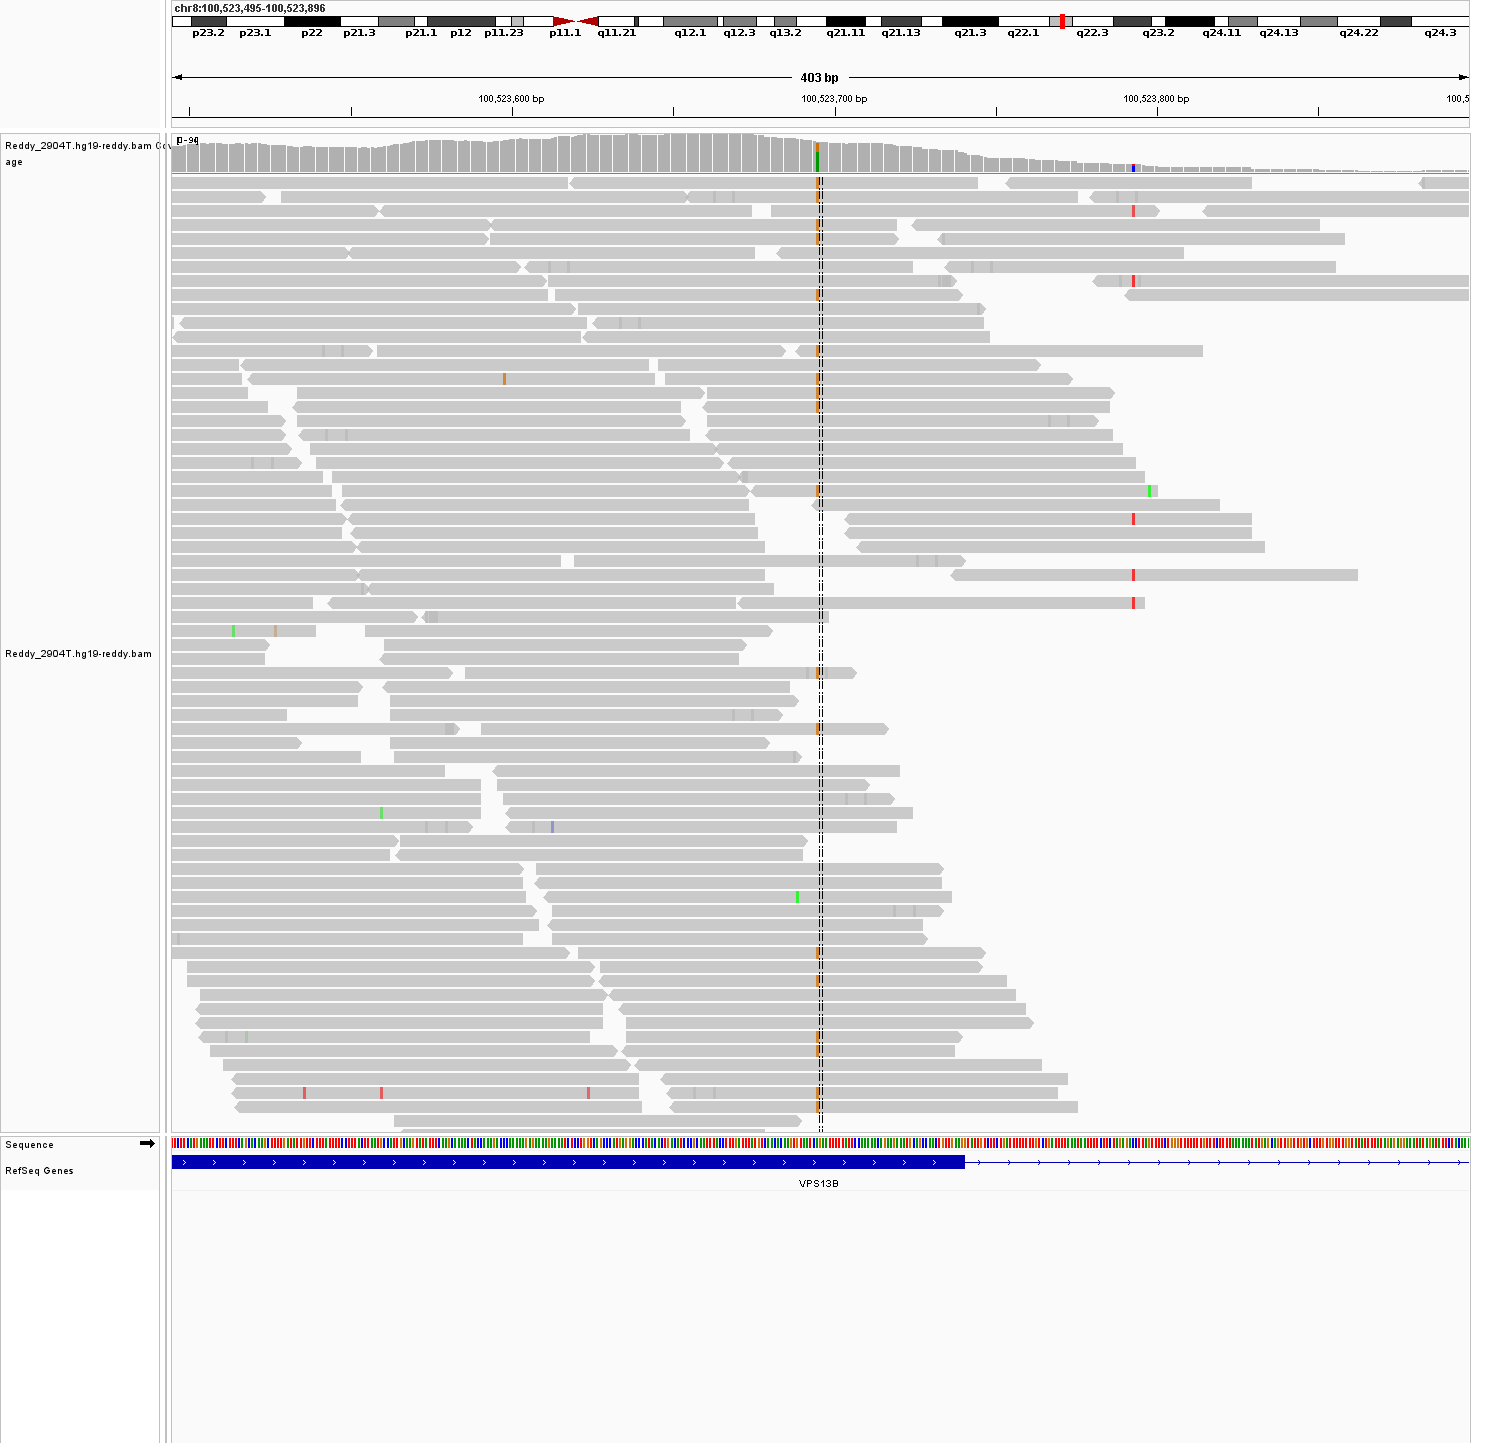 chr8:100,523,495-100,523,896
p23.2 p23.1 p22 p21.3 p21.1 p12 p11.23 p11.1 q11.21 q12.1 q12.3 q13.2 q21.11 q21.13 q21.3 q22.1 q22.3 q23.2 q24.11 q24.13 q24.22 q24.3
403 bp
100,523,600 bp 100,523,700 bp 100,523,800 bp 100,5
Reddy_2904T.hg19-reddy.bam Cov
age
Reddy_2904T.hg19-reddy.bam
Sequence
RefSeq Genes
VPS13B